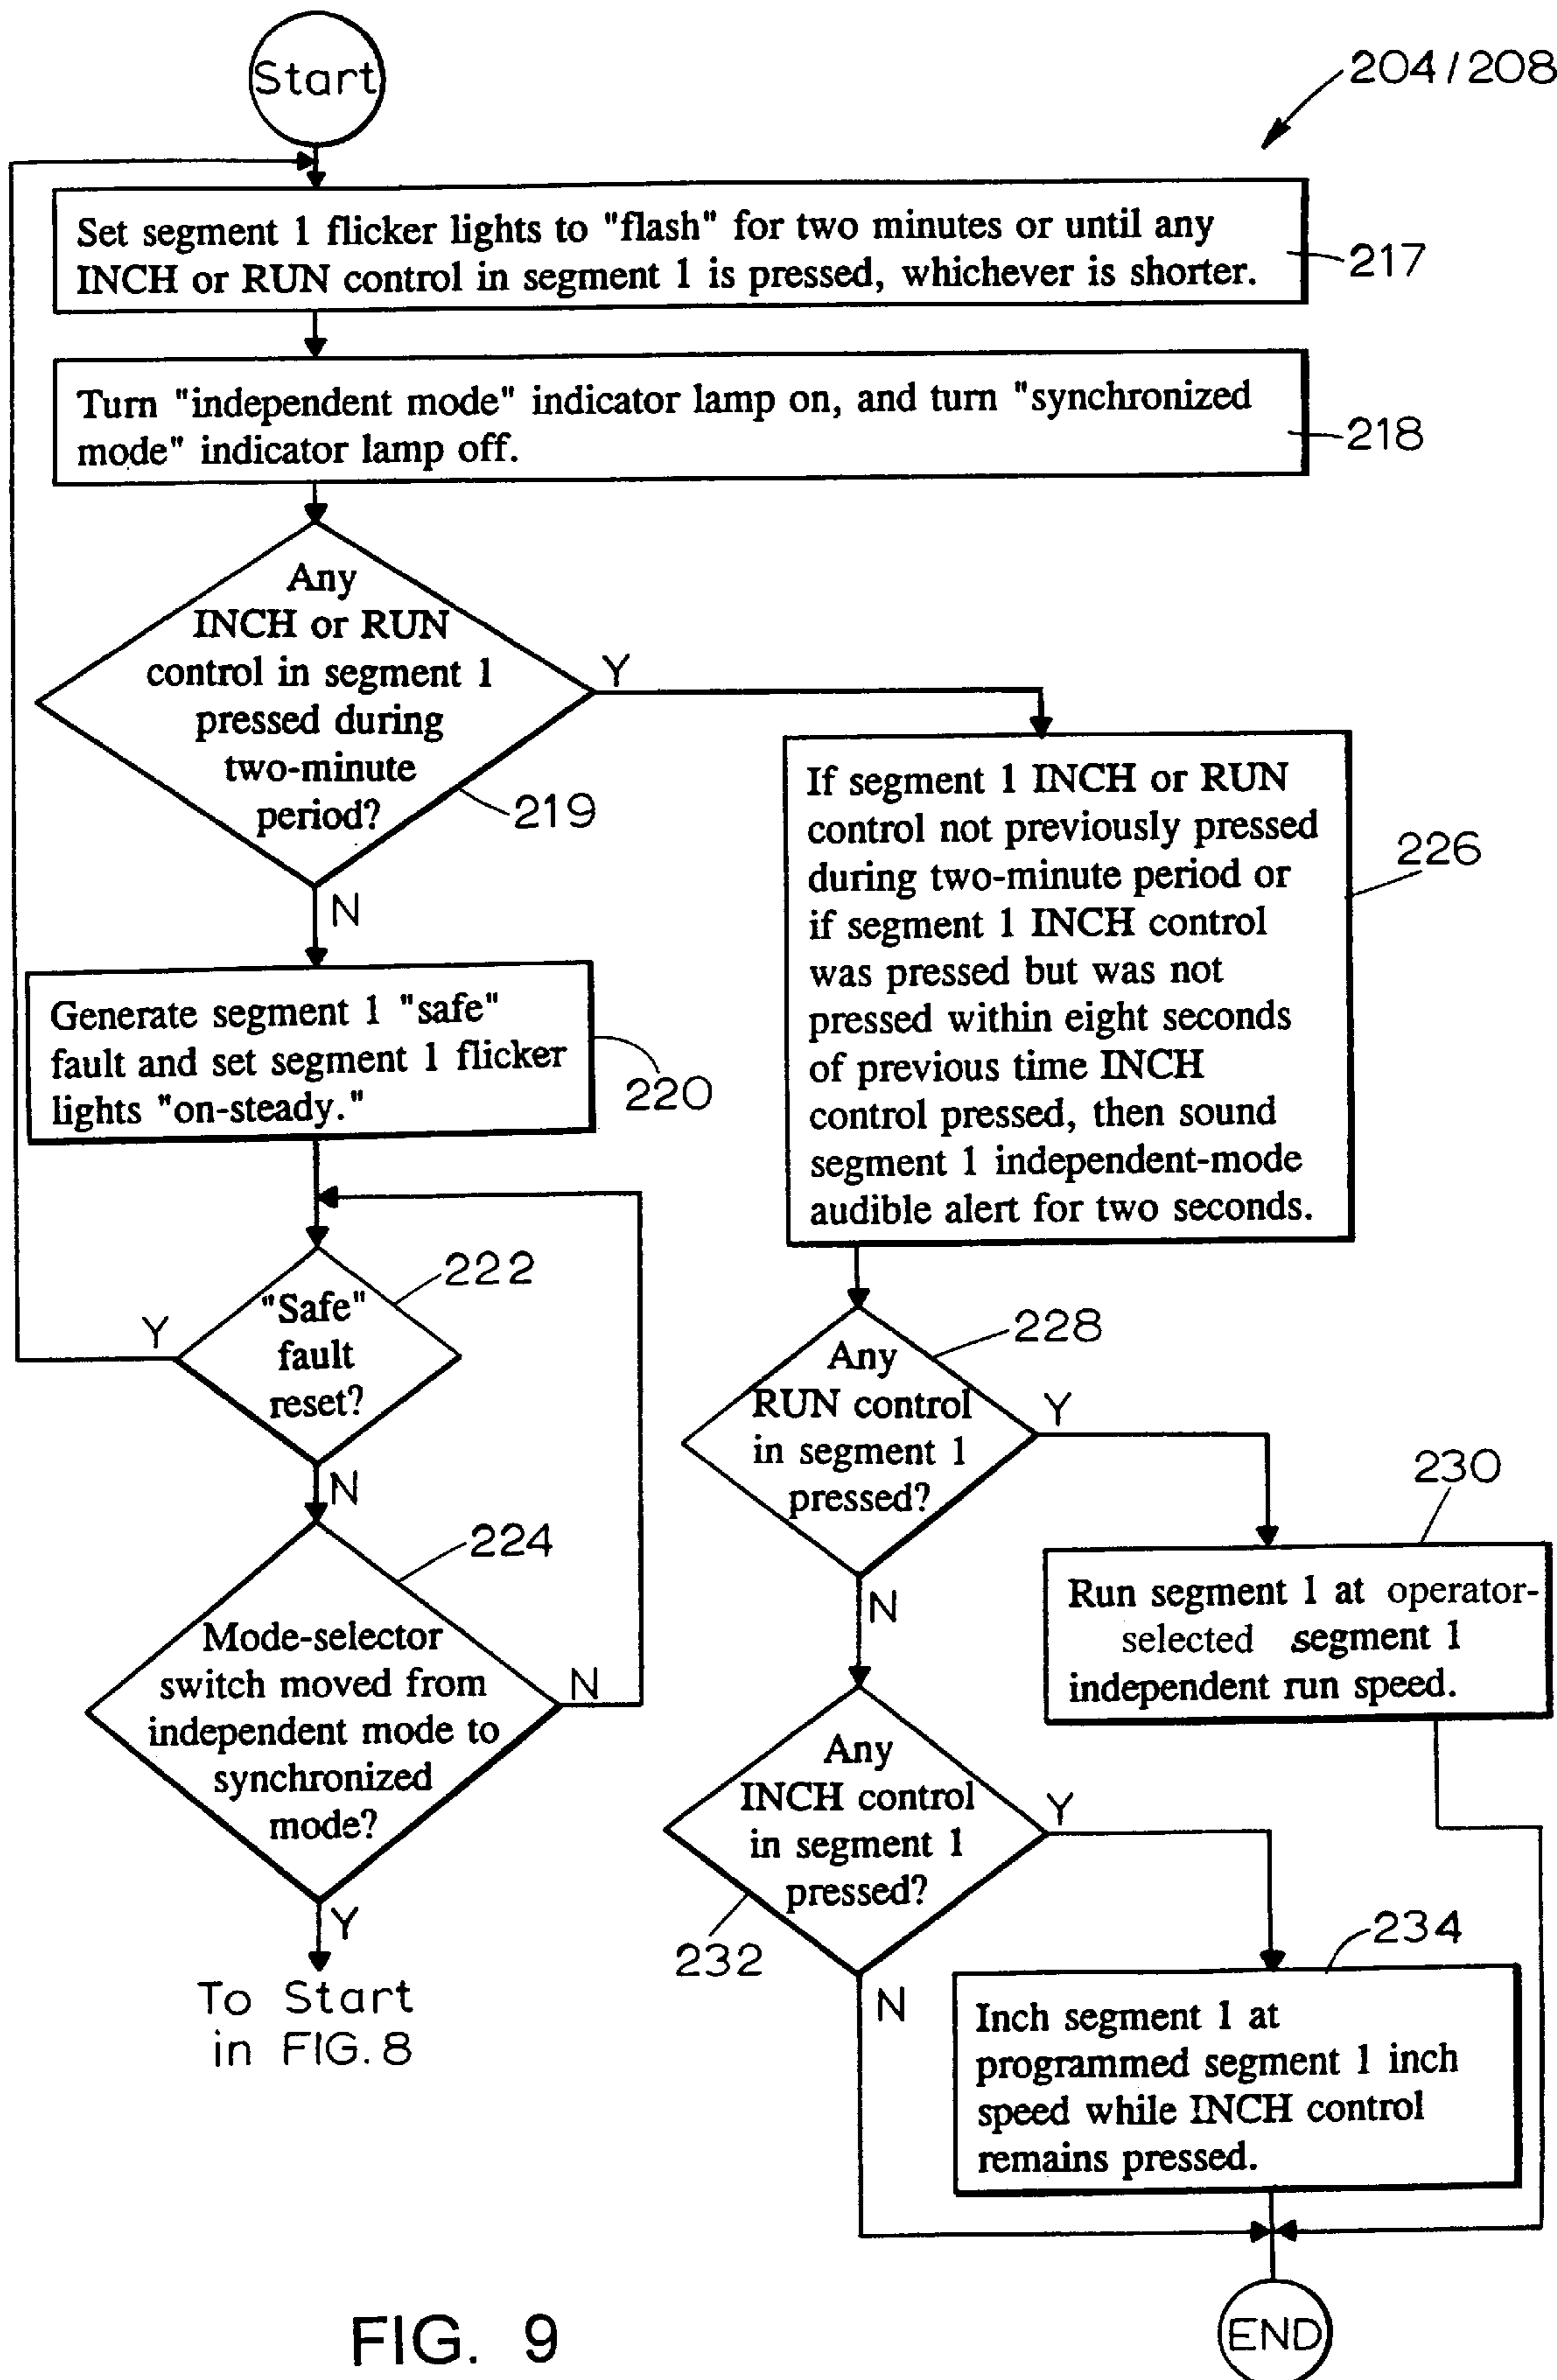 Start
204/208
Set segment 1 flicker lights to "flash" for two minutes or until any
INCH or RUN control in segment 1 is pressed, whichever is shorter.
217
Turn "independent mode" indicator lamp on, and turn "synchronized
mode" indicator lamp off.
218
Any
INCH or RUN
control in segment 1
pressed during
two-minute
period?
219
Y
N
Generate segment 1 "safe"
fault and set segment 1 flicker
lights "on-steady."
220
"Safe"
fault
reset?
222
Y
N
Mode-selector
switch moved from
independent mode to
synchronized
mode?
224
N
Y
To Start
in FIG. 8
If segment 1 INCH or RUN
control not previously pressed
during two-minute period or
if segment 1 INCH control
was pressed but was not
pressed within eight seconds
of previous time INCH
control pressed, then sound
segment 1 independent-mode
audible alert for two seconds.
226
Any
RUN control
in segment 1
pressed?
228
Y
N
Run segment 1 at operator-
selected segment 1
independent run speed.
230
Any
INCH control
in segment 1
pressed?
232
Y
N
Inch segment 1 at
programmed segment 1 inch
speed while INCH control
remains pressed.
234
END
FIG. 9